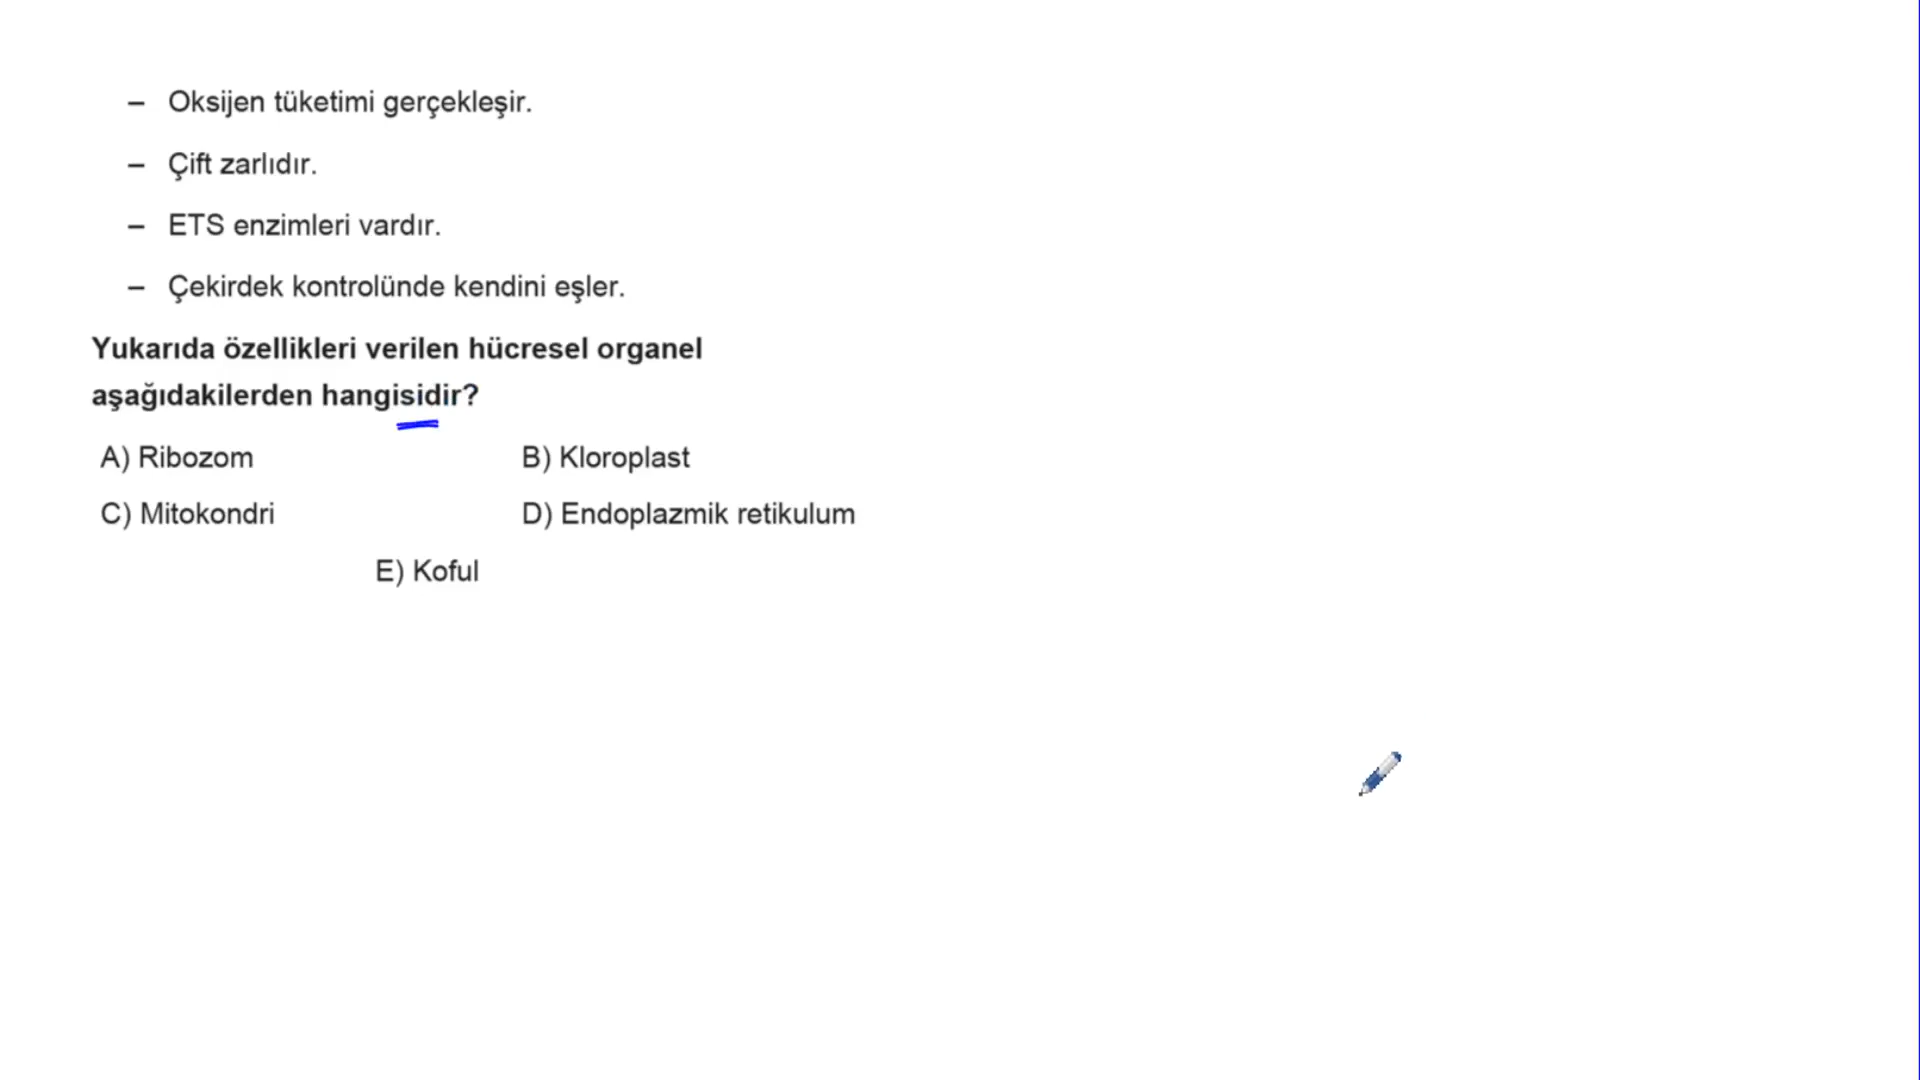 – Oksijen tüketimi gerçekleşir.
– Çift zarlıdır.
– ETS enzimleri vardır.
– Çekirdek kontrolünde kendini eşler.
Yukarıda özellikleri verilen hücresel organel
aşağıdakilerden hangisidir?
A) Ribozom B) Kloroplast
C) Mitokondri D) Endoplazmik retikulum
E) Koful